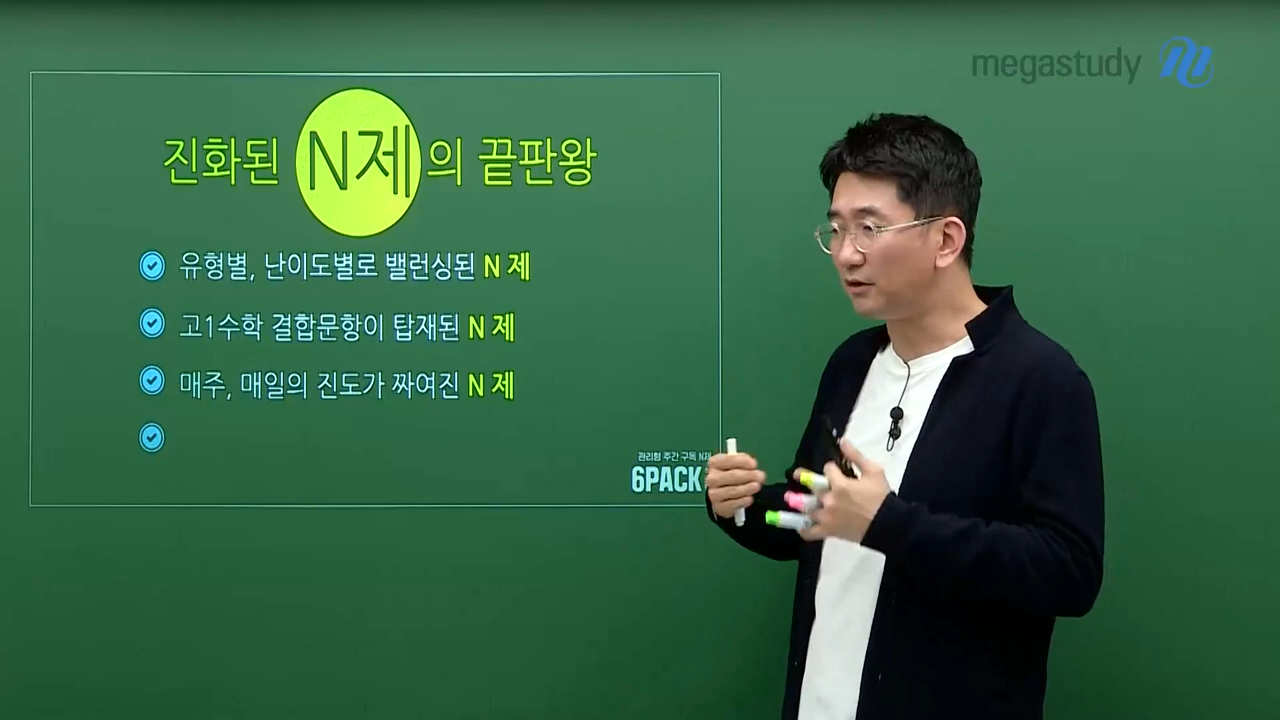 megastudy
진화된 N제의 끝판왕
유형별, 난이도별로 밸런싱된 N 제
고1수학 결합문항이 탑재된 N 제
매주, 매일의 진도가 짜여진 N 제
관리형 주간 구독 N제
6PACK